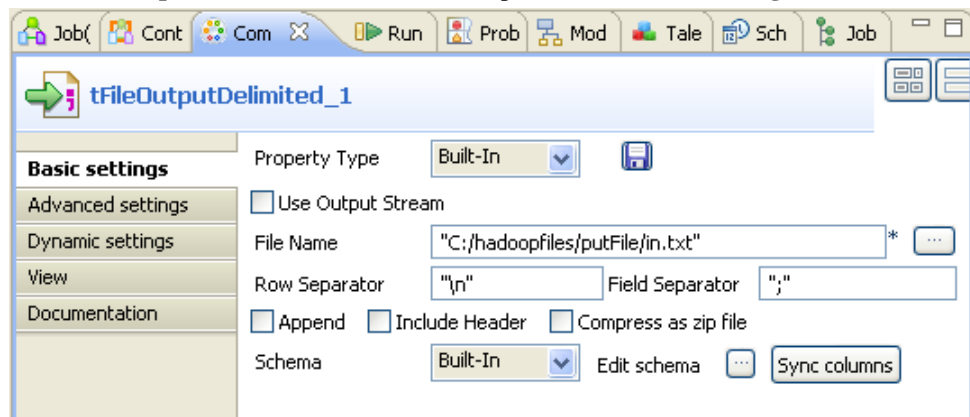 Job( Cont Com Run Prob Mod Tale Sch Job
tFileOutputDelimited_1
Basic settings
Advanced settings
Dynamic settings
View
Documentation
Property Type Built-In
Use Output Stream
File Name "C:/hadoopfiles/putFile/in.txt" * ...
Row Separator "\n" Field Separator ";"
Append Include Header Compress as zip file
Schema Built-In Edit schema ... Sync columns